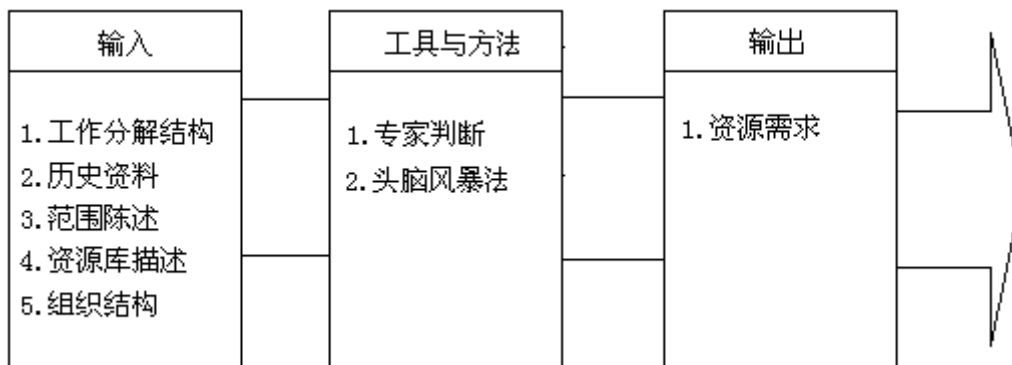 输入
1.工作分解结构
2.历史资料
3.范围陈述
4.资源库描述
5.组织结构
工具与方法
1.专家判断
2.头脑风暴法
输出
1.资源需求